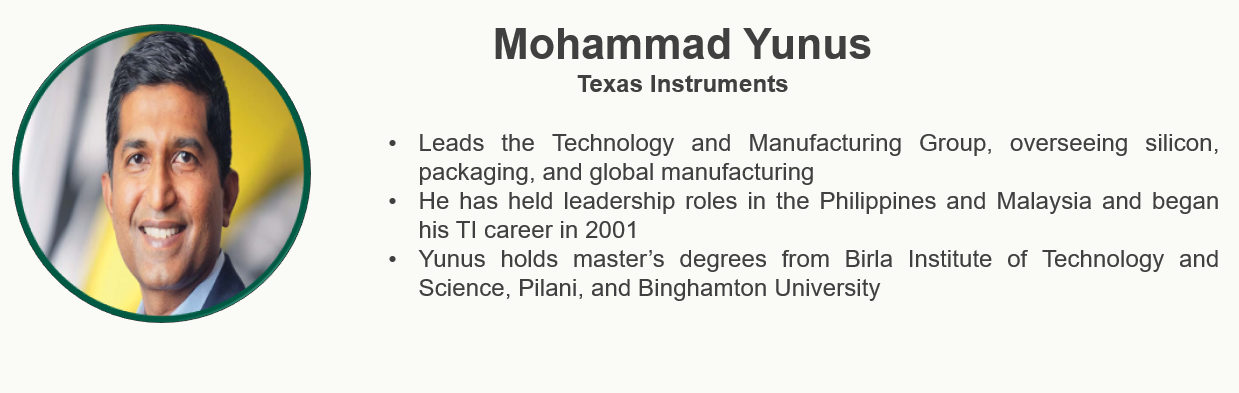 Mohammad Yunus
Texas Instruments
• Leads the Technology and Manufacturing Group, overseeing silicon,
packaging, and global manufacturing
• He has held leadership roles in the Philippines and Malaysia and began
his TI career in 2001
• Yunus holds master’s degrees from Birla Institute of Technology and
Science, Pilani, and Binghamton University